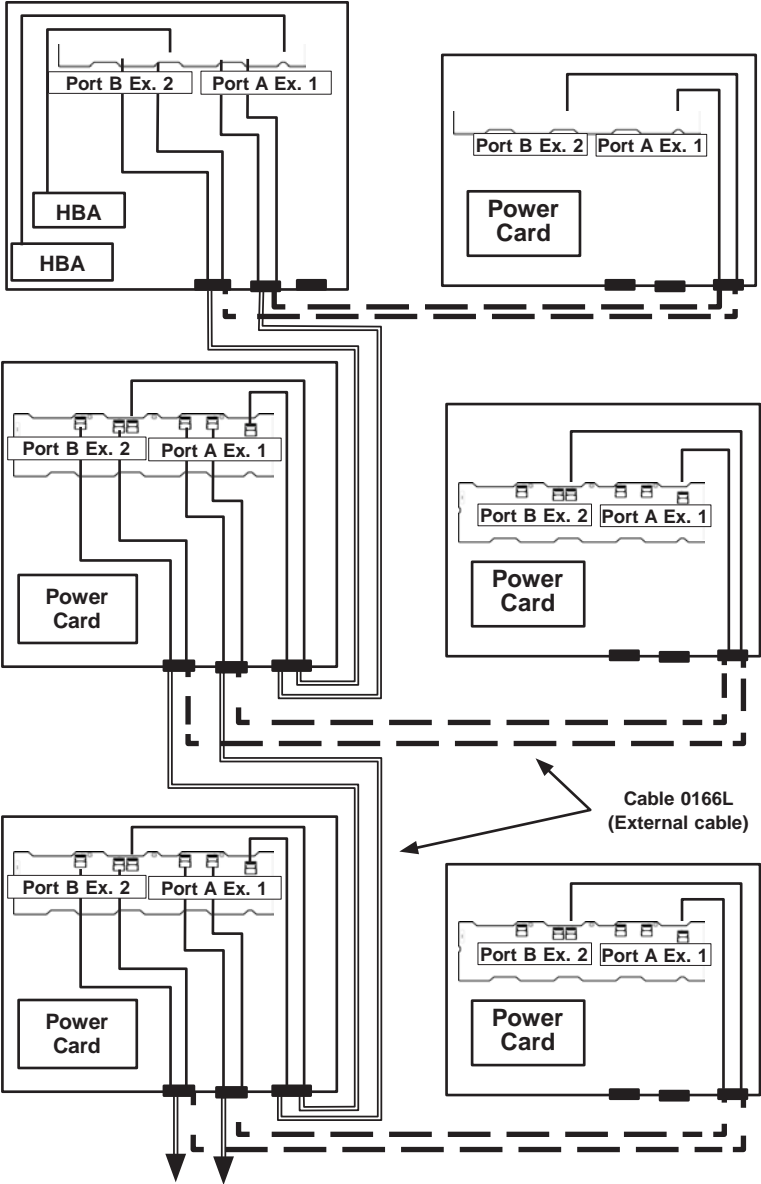 Port B Ex. 2
Port A Ex. 1
HBA
HBA
Port B Ex. 2
Port A Ex. 1
Power
Card
Port B Ex. 2
Port A Ex. 1
Power
Card
Port B Ex. 2
Port A Ex. 1
Power
Card
Cable 0166L
(External cable)
Port B Ex. 2
Port A Ex. 1
Power
Card
Port B Ex. 2
Port A Ex. 1
Power
Card